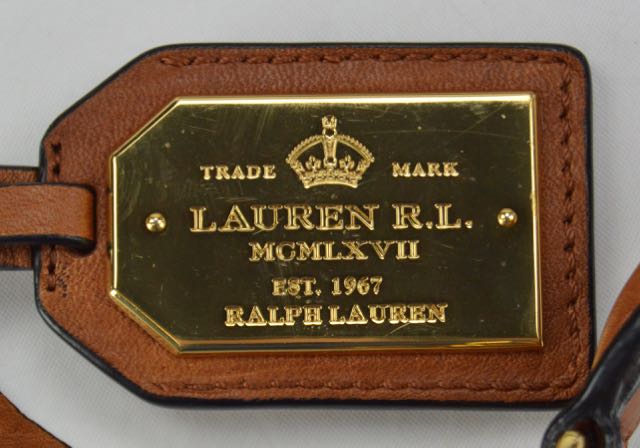 TRADE MARK
LAUREN R.L.
MCMLXVII
EST. 1967
RALPH LAUREN